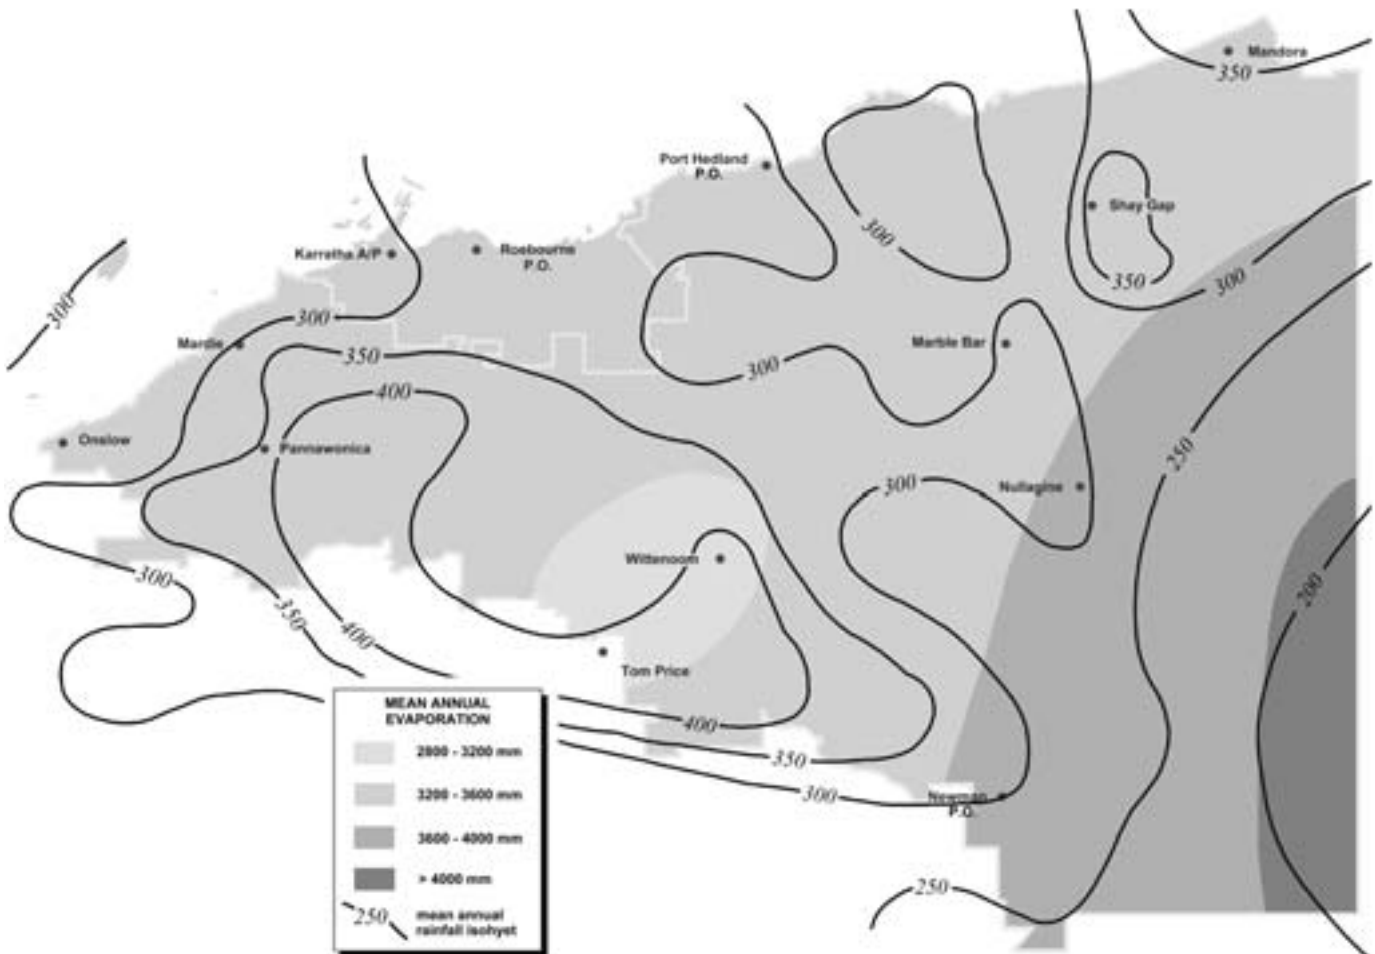 Mandora
350
Port Hedland
P.O.
Shay Gap
300
Karratha A/P
Roebourne
P.O.
350
300
300
300
Mardie
350
Marble Bar
300
400
Onslow
Pannawonica
250
300
Nullagine
Wittenoom
300
200
350
400
Tom Price
400
350
300
Newman
P.O.
250
MEAN ANNUAL
EVAPORATION
2800 - 3200 mm
3200 - 3600 mm
3600 - 4000 mm
> 4000 mm
250
mean annual
rainfall isohyet